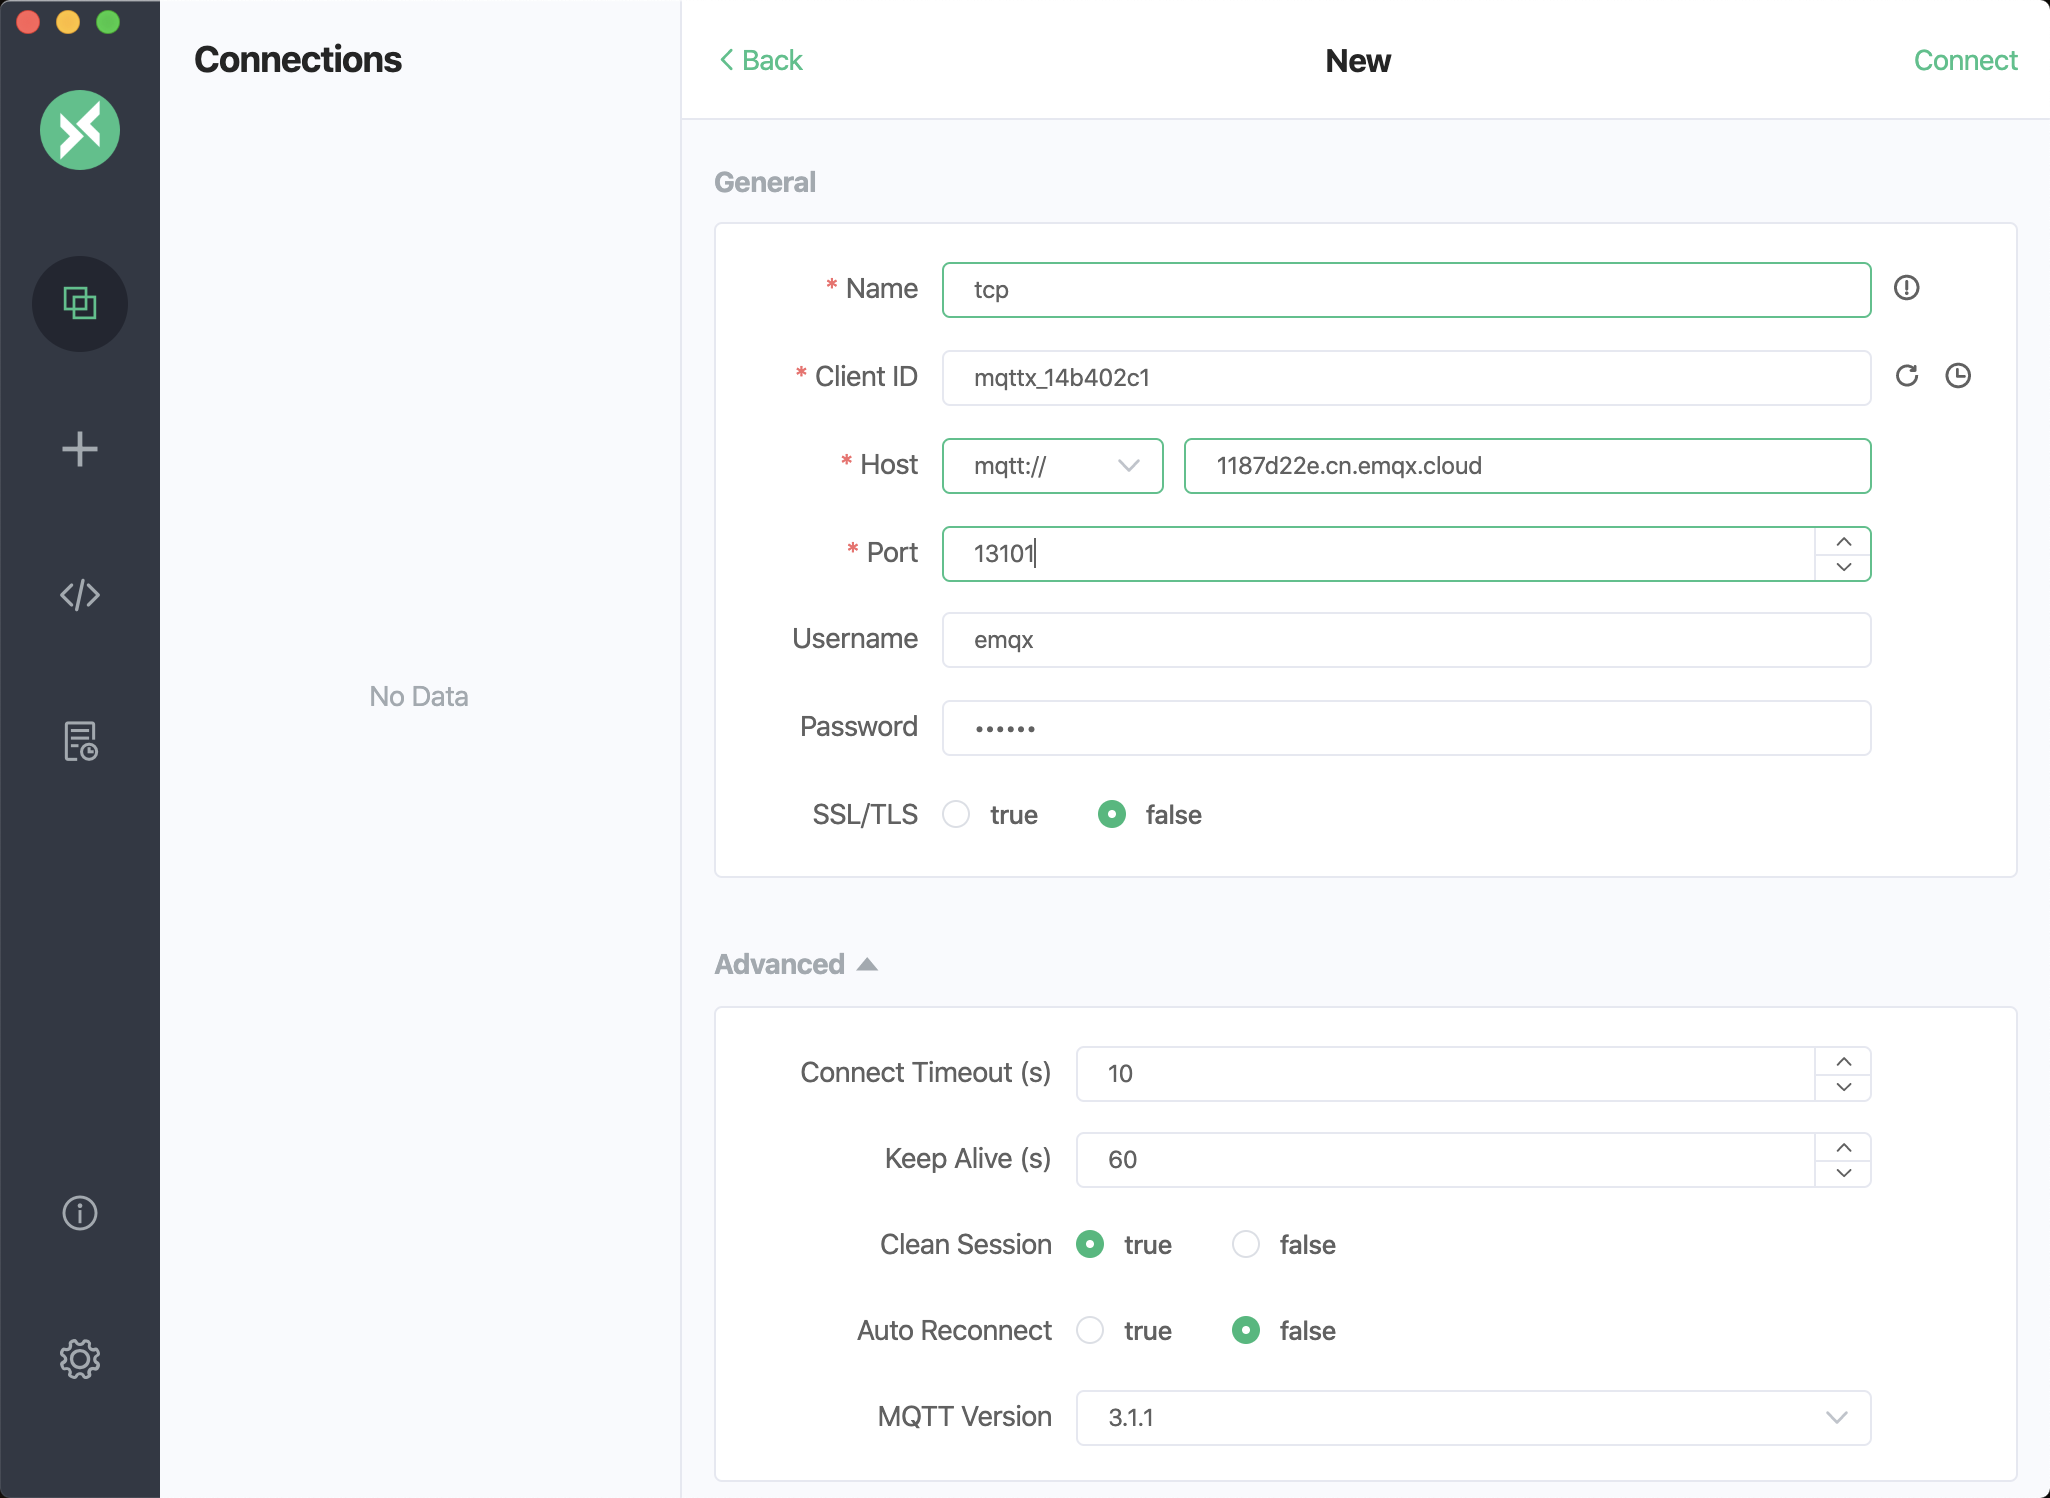 Connections
Back
New
Connect
General
* Name
tcp
* Client ID
mqttx_14b402c1
* Host
mqtt://
1187d22e.cn.emqx.cloud
* Port
13101
Username
emqx
Password
••••••
SSL/TLS
true
false
No Data
Advanced
Connect Timeout (s)
10
Keep Alive (s)
60
Clean Session
true
false
Auto Reconnect
true
false
MQTT Version
3.1.1